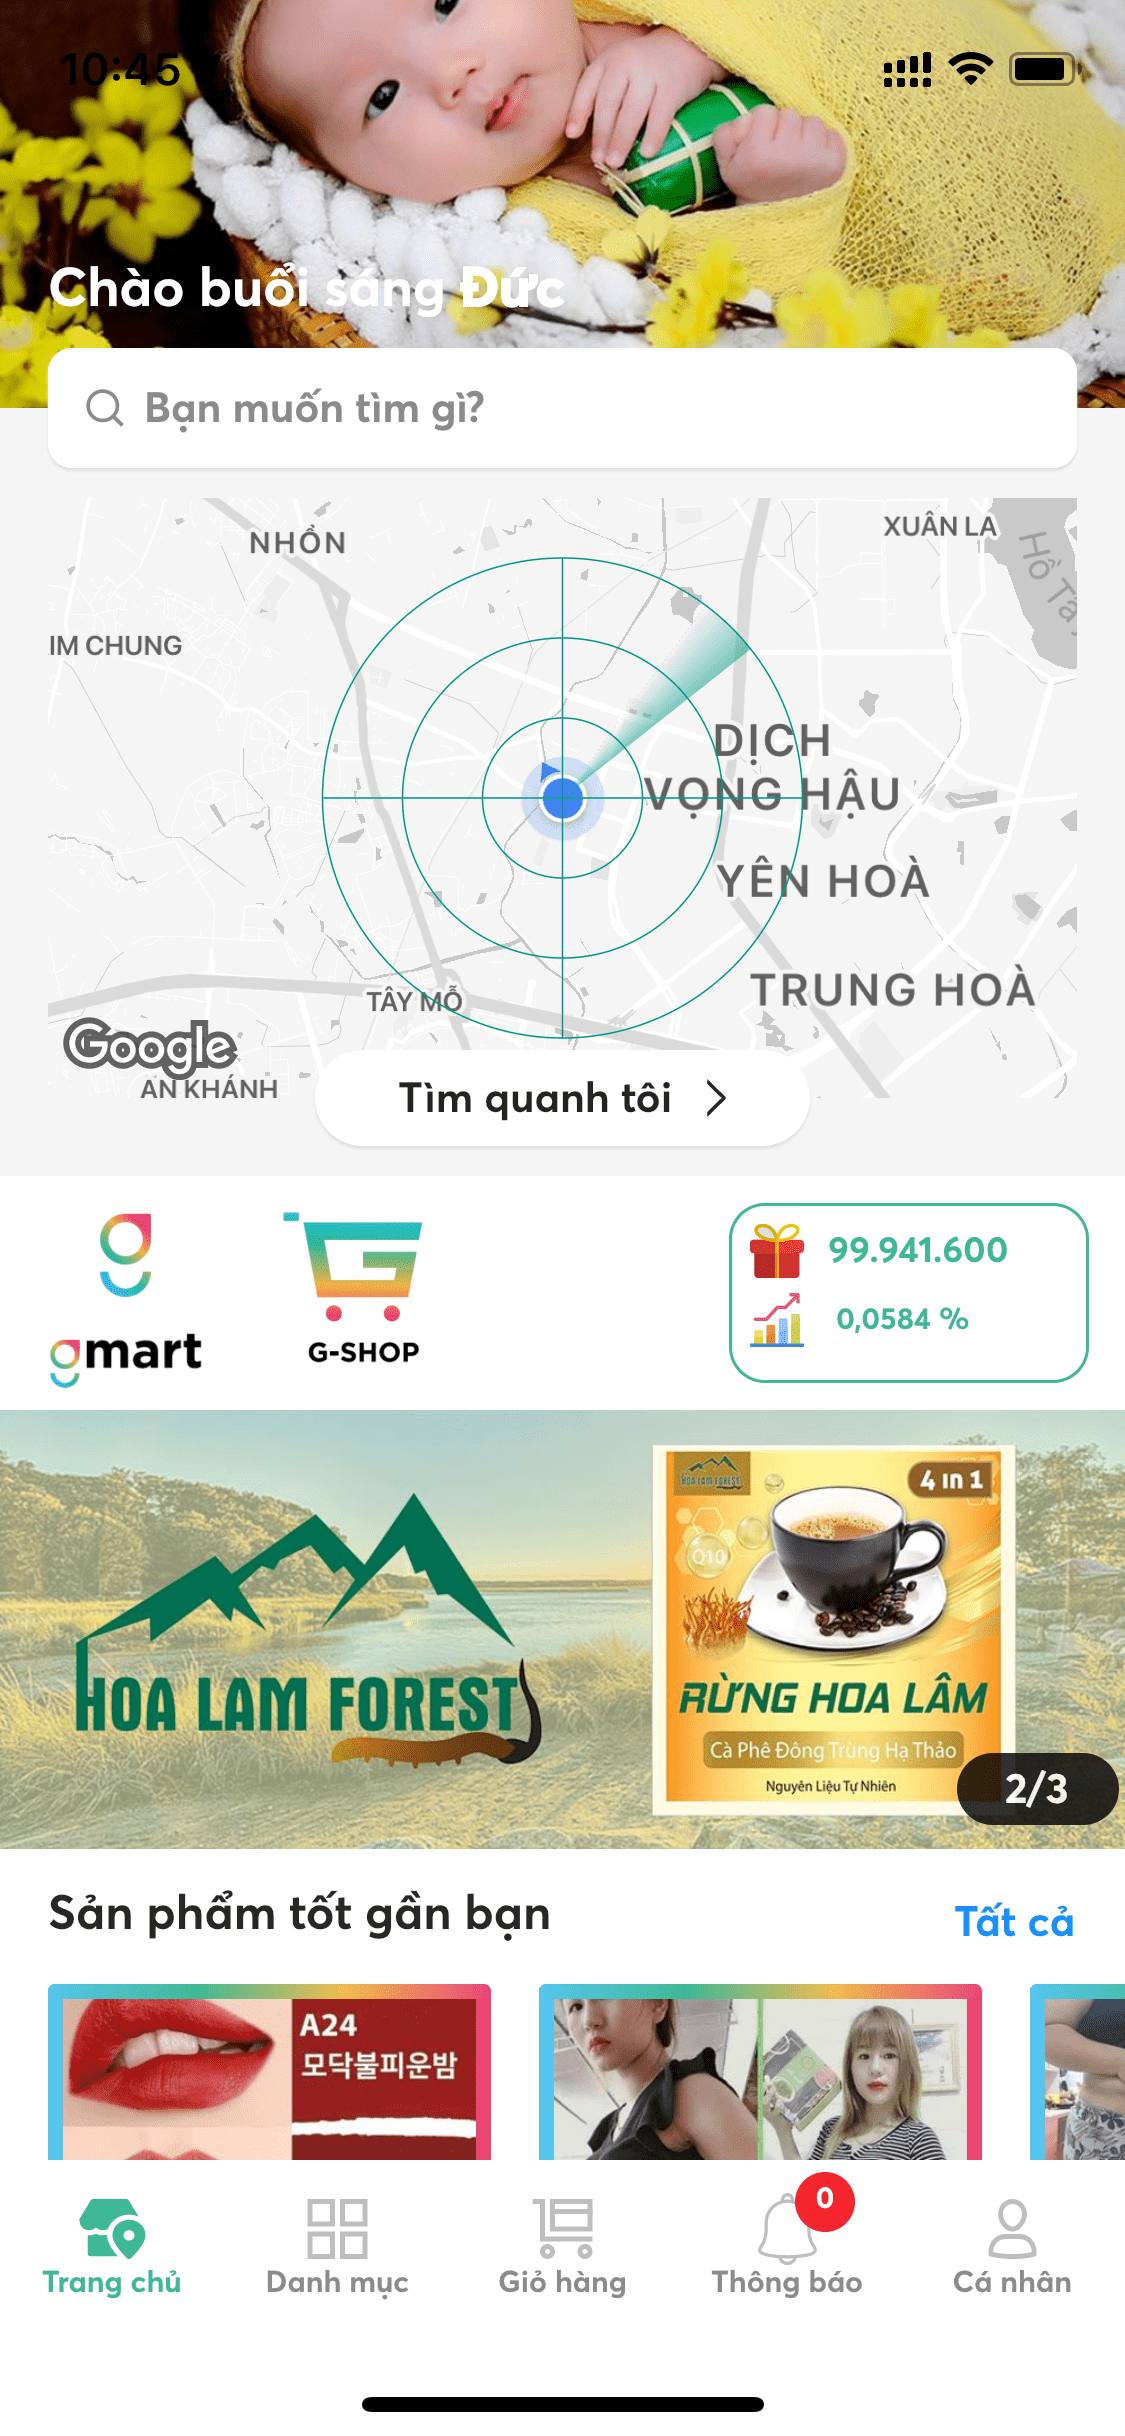 10:45
Chào buổi sáng Đức
Bạn muốn tìm gì?
NHỔN
XUÂN LA
Hồ Tâ
IM CHUNG
DỊCH
VỌNG HẬU
YÊN HOÀ
TRUNG HOÀ
TÂY MỖ
Google
AN KHÁNH
Tìm quanh tôi
99.941.600
0,0584 %
gmart
G-SHOP
HOA LAM FOREST
4 in 1
Q10
HOA LAM FOREST
RỪNG HOA LÂM
Cà Phê Đông Trùng Hạ Thảo
Nguyên Liệu Tự Nhiên
2/3
Sản phẩm tốt gần bạn
Tất cả
A24
모닥불피운밤
0
Trang chủ
Danh mục
Giỏ hàng
Thông báo
Cá nhân